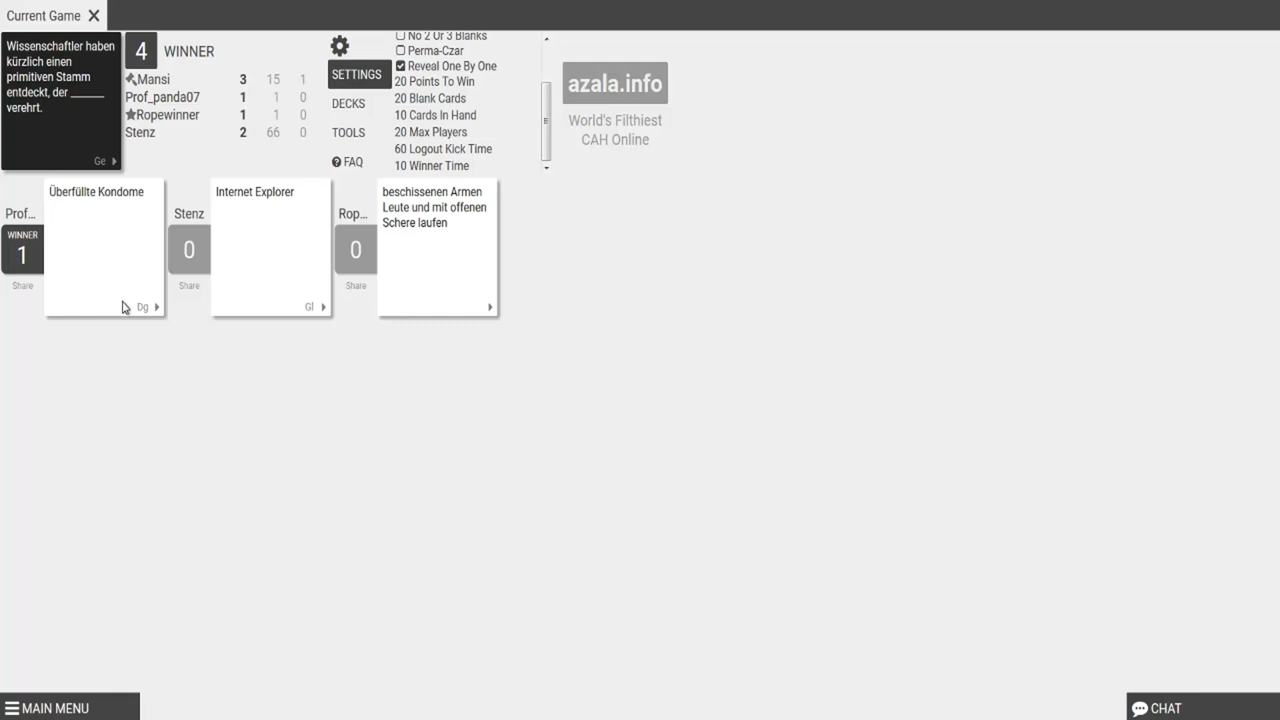 Current Game
Wissenschaftler haben
kürzlich einen
primitiven Stamm
entdeckt, der ______
verehrt.
Ge
4 WINNER
Mansi 3 15 1
Prof_panda07 1 1 0
Ropewinner 1 1 0
Stenz 2 66 0
SETTINGS
DECKS
TOOLS
FAQ
No 2 Or 3 Blanks
Perma-Czar
Reveal One By One
20 Points To Win
20 Blank Cards
10 Cards In Hand
20 Max Players
60 Logout Kick Time
10 Winner Time
azala.info
World's Filthiest
CAH Online
Prof...
WINNER
1
Share
Überfüllte Kondome
Dg
Stenz
0
Share
Internet Explorer
Gl
Rop...
0
Share
beschissenen Armen
Leute und mit offenen
Schere laufen
MAIN MENU
CHAT